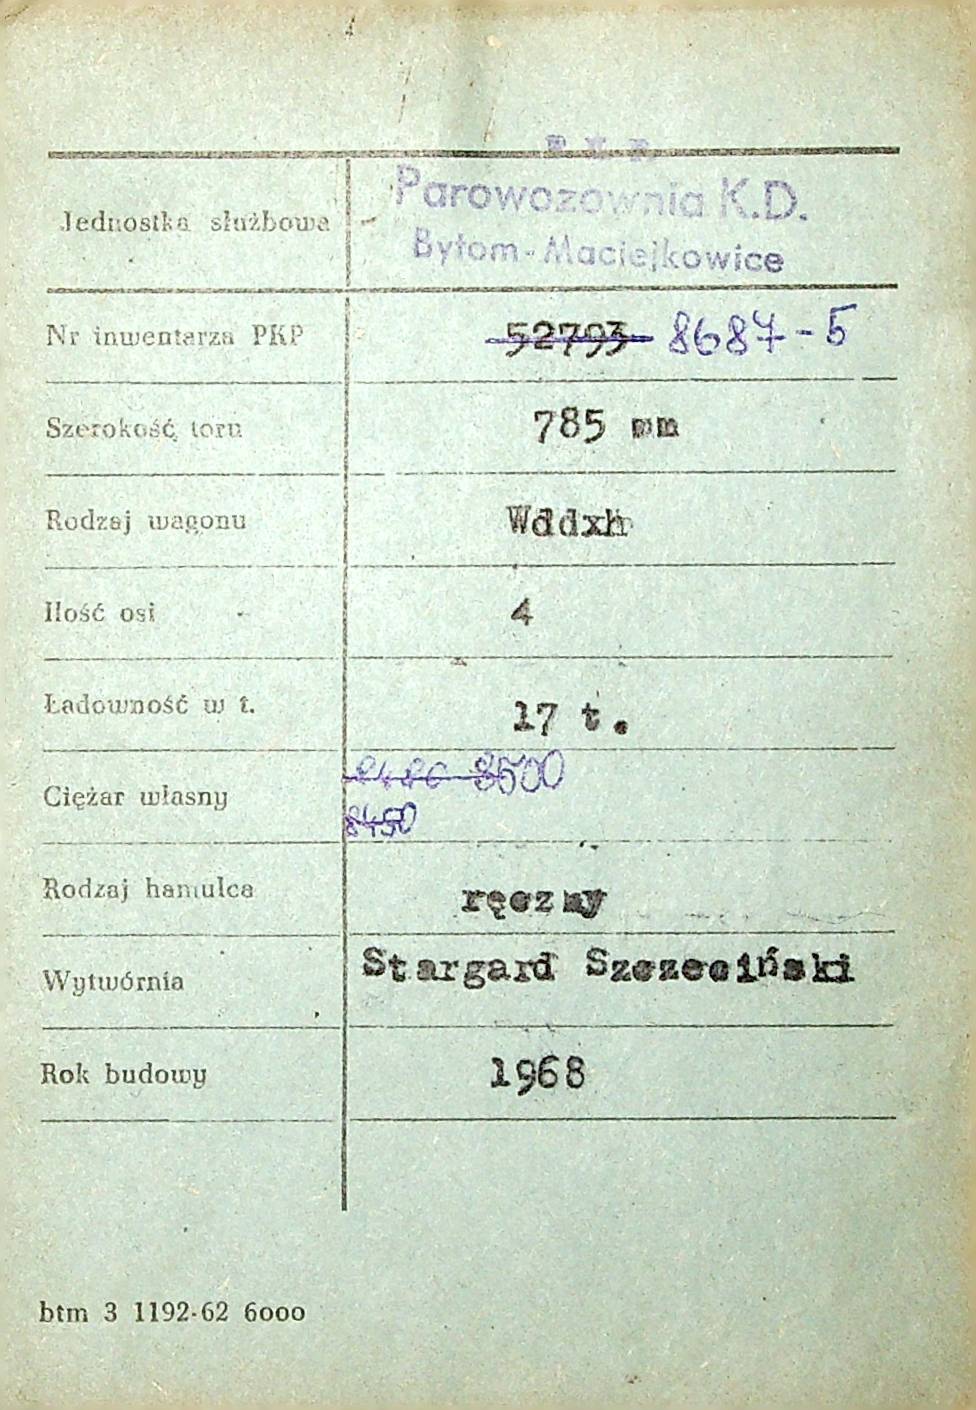 P K P
Jednostka służbowa Parowozownia K.D.
Bytom-Maciejkowice
Nr inwentarza PKP 52793 8687-5
Szerokość toru 785 mm
Rodzaj wagonu Wddxh
Ilość osi 4
Ładowność w t. 17 t.
Ciężar własny 8500
8450
Rodzaj hamulca ręczny
Wytwórnia Stargard Szczeciński
Rok budowy 1968
btm 3 1192-62 6000